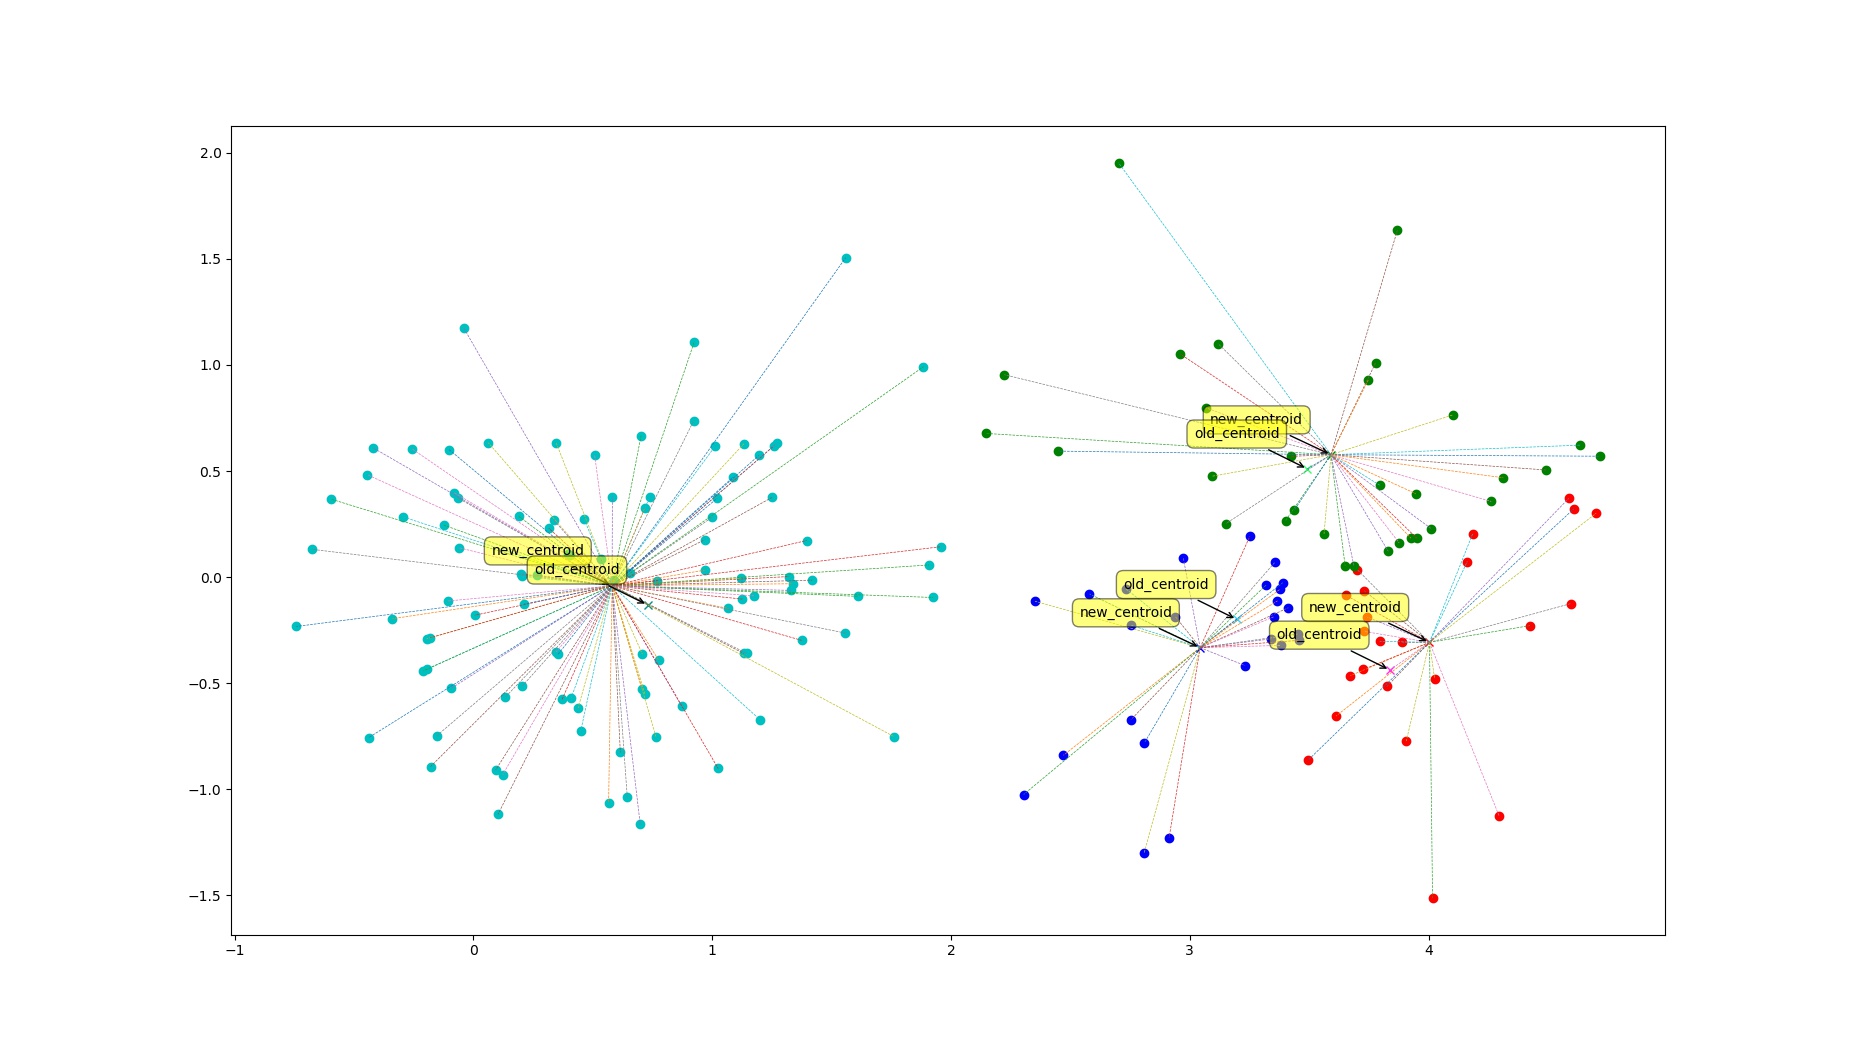 2.0
1.5
1.0
0.5
0.0
−0.5
−1.0
−1.5
new_centroid
old_centroid
new_centroid
old_centroid
old_centroid
new_centroid
new_centroid
old_centroid
−1
0
1
2
3
4